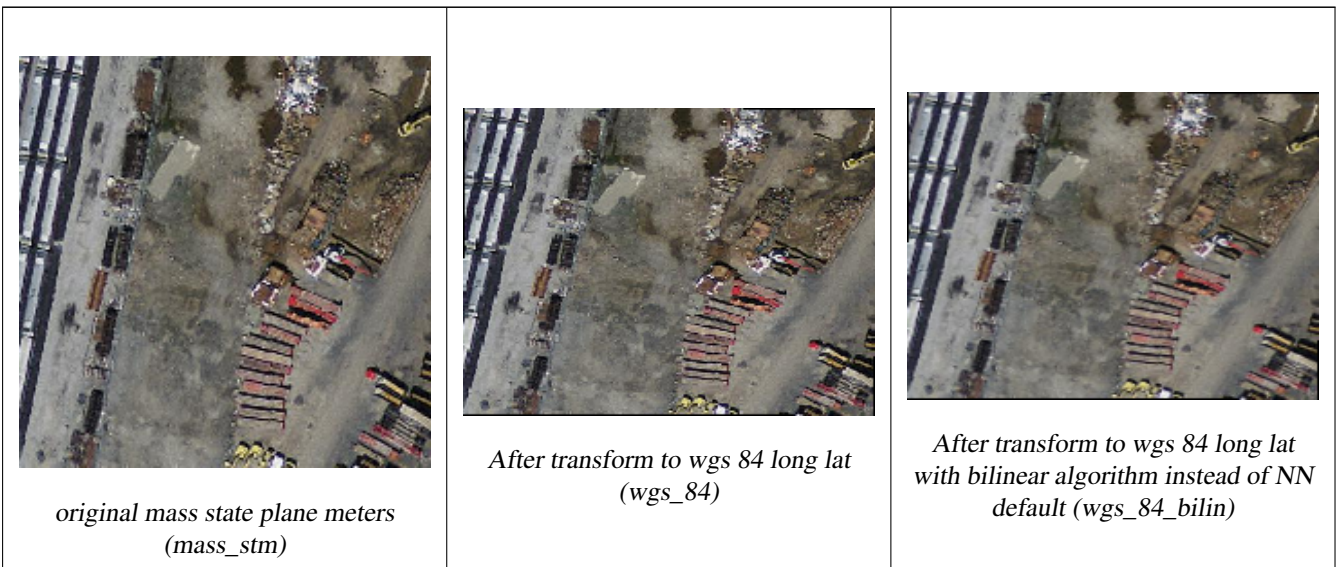 original mass state plane meters
(mass_stm)
After transform to wgs 84 long lat
(wgs_84)
After transform to wgs 84 long lat
with bilinear algorithm instead of NN
default (wgs_84_bilin)